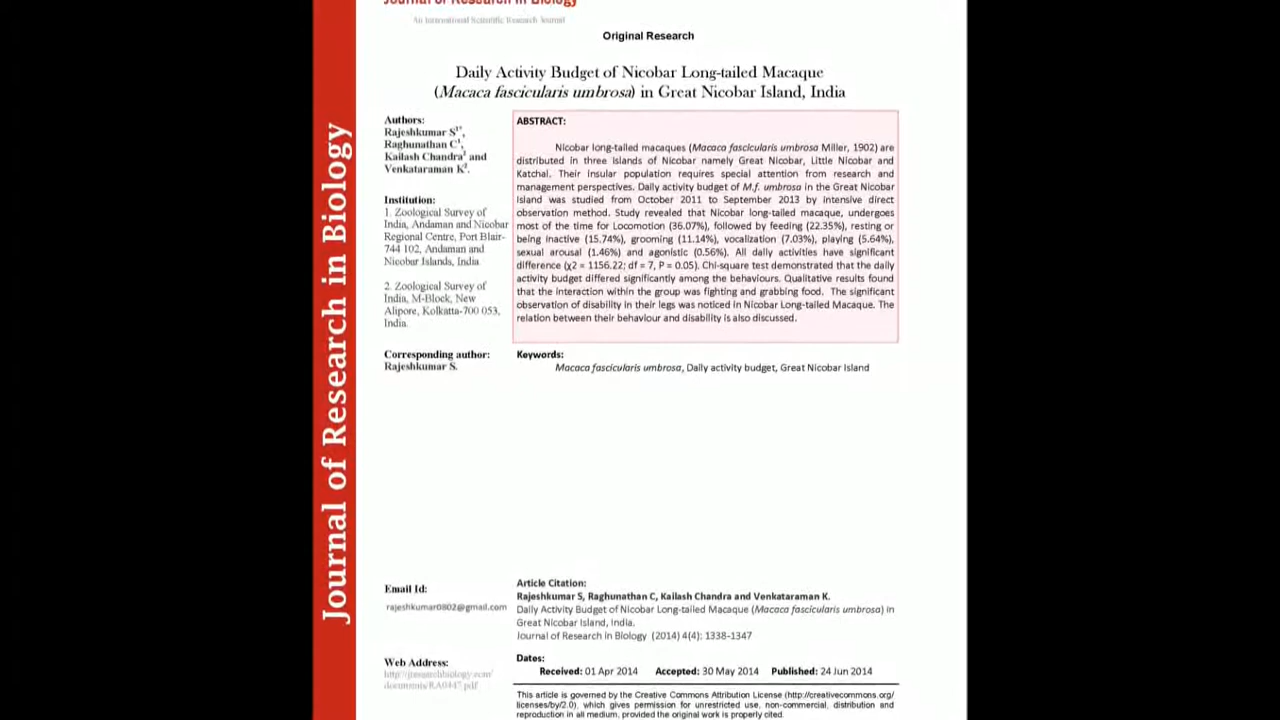 Journal of Research in Biology
An International Scientific Research Journal
Original Research
Daily Activity Budget of Nicobar Long-tailed Macaque
(Macaca fascicularis umbrosa) in Great Nicobar Island, India
Authors:
Rajeshkumar S1*,
Raghunathan C1,
Kailash Chandra2 and
Venkataraman K2.
Institution:
1. Zoological Survey of
India, Andaman and Nicobar
Regional Centre, Port Blair-
744 102, Andaman and
Nicobar Islands, India
2. Zoological Survey of
India, M-Block, New
Alipore, Kolkatta-700 053,
India.
Corresponding author:
Rajeshkumar S.
ABSTRACT:
Nicobar long-tailed macaques (Macaca fascicularis umbrosa Miller, 1902) are
distributed in three Islands of Nicobar namely Great Nicobar, Little Nicobar and
Katchal. Their insular population requires special attention from research and
management perspectives. Daily activity budget of M.f. umbrosa in the Great Nicobar
Island was studied from October 2011 to September 2013 by intensive direct
observation method. Study revealed that Nicobar long-tailed macaque, undergoes
most of the time for Locomotion (36.07%), followed by feeding (22.35%), resting or
being inactive (15.74%), grooming (11.14%), vocalization (7.03%), playing (5.64%),
sexual arousal (1.46%) and agonistic (0.56%). All daily activities have significant
difference (χ2 = 1156.22; df = 7, P = 0.05). Chi-square test demonstrated that the daily
activity budget differed significantly among the behaviours. Qualitative results found
that the interaction within the group was fighting and grabbing food. The significant
observation of disability in their legs was noticed in Nicobar Long-tailed Macaque. The
relation between their behaviour and disability is also discussed.
Keywords:
Macaca fascicularis umbrosa, Daily activity budget, Great Nicobar Island
Email Id:
rajeshkumar0802@gmail.com
Web Address:
http://jresearchbiology.com/
documents/RA0447.pdf
Article Citation:
Rajeshkumar S, Raghunathan C, Kailash Chandra and Venkataraman K.
Daily Activity Budget of Nicobar Long-tailed Macaque (Macaca fascicularis umbrosa) in
Great Nicobar Island, India.
Journal of Research in Biology (2014) 4(4): 1338-1347
Dates:
Received: 01 Apr 2014 Accepted: 30 May 2014 Published: 24 Jun 2014
This article is governed by the Creative Commons Attribution License (http://creativecommons.org/
licenses/by/2.0), which gives permission for unrestricted use, non-commercial, distribution and
reproduction in all medium, provided the original work is properly cited.
Journal of Research in Biology